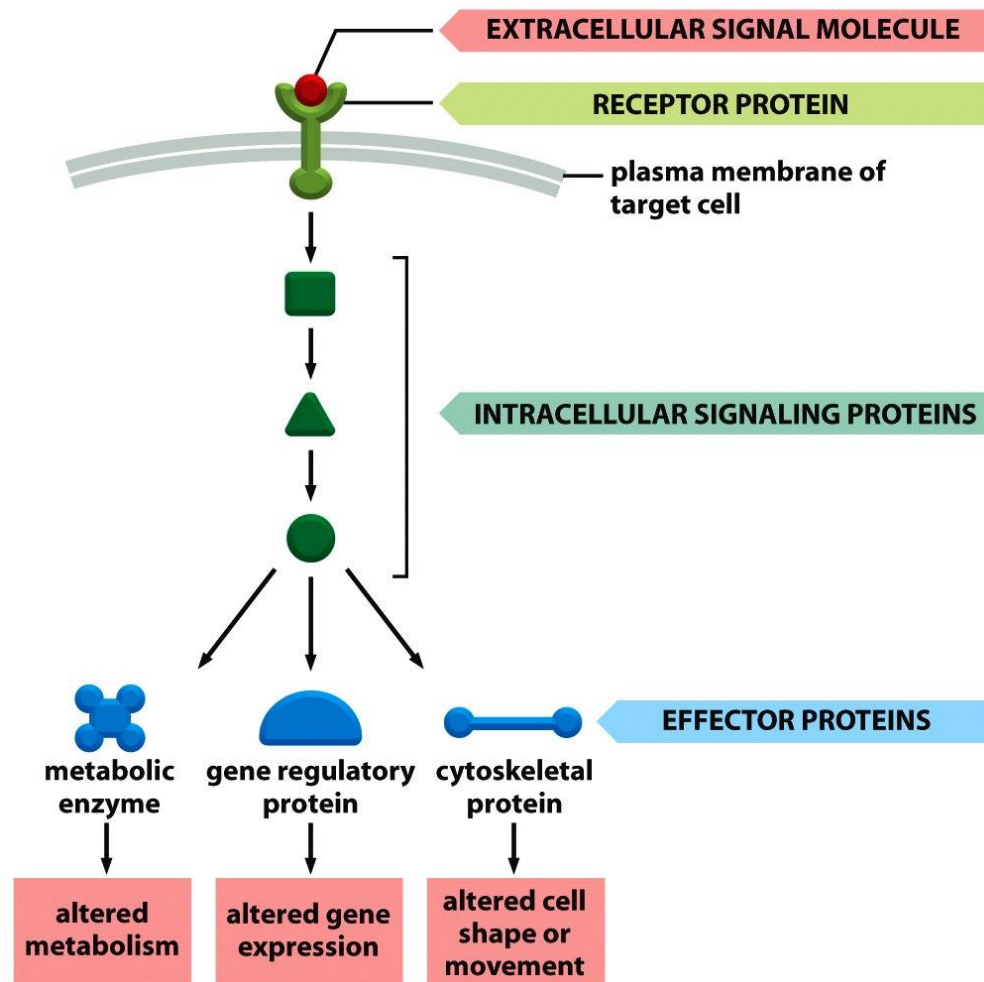 EXTRACELLULAR SIGNAL MOLECULE
RECEPTOR PROTEIN
plasma membrane of
target cell
INTRACELLULAR SIGNALING PROTEINS
EFFECTOR PROTEINS
metabolic
enzyme
gene regulatory
protein
cytoskeletal
protein
altered
metabolism
altered gene
expression
altered cell
shape or
movement